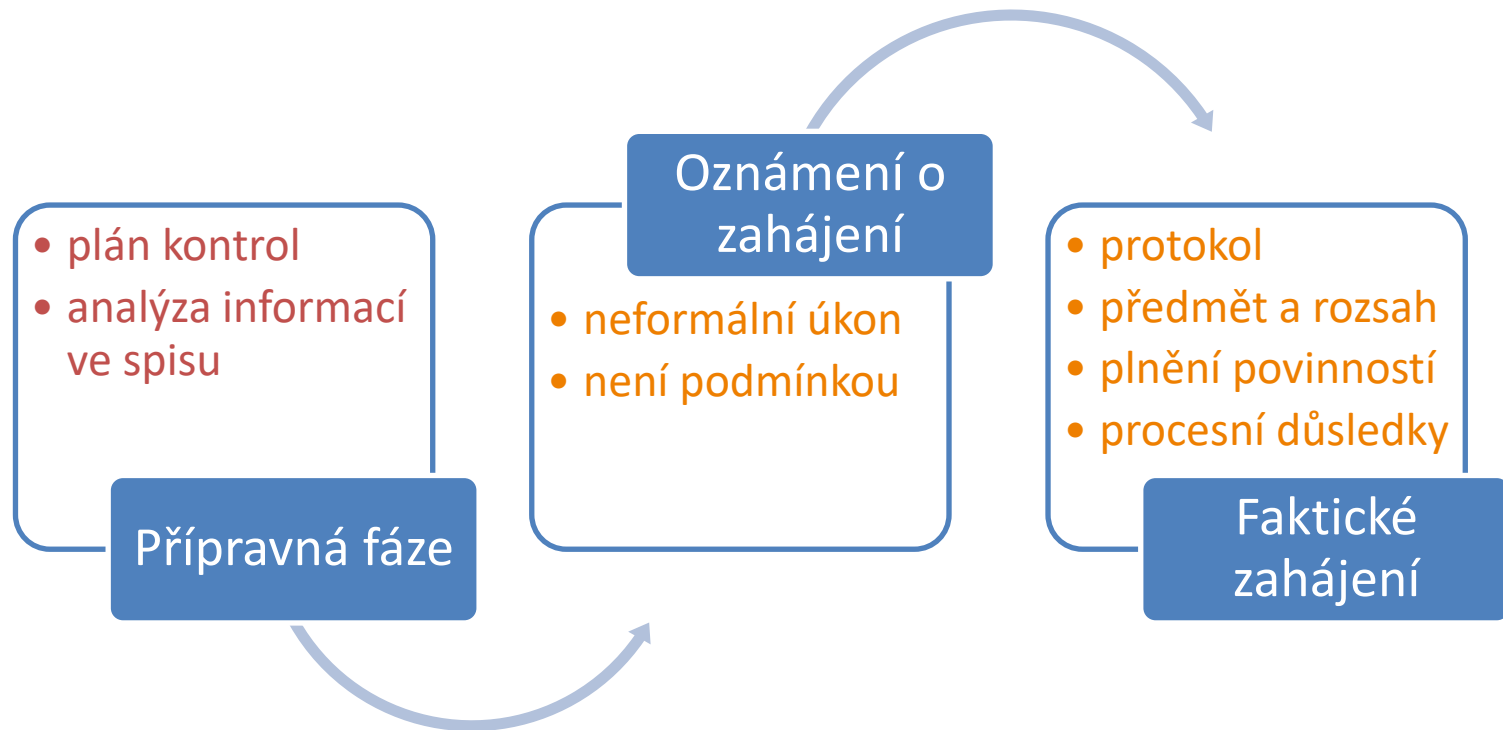 • plán kontrol
• analýza informací
ve spisu
Přípravná fáze
Oznámení o
zahájení
• neformální úkon
• není podmínkou
• protokol
• předmět a rozsah
• plnění povinností
• procesní důsledky
Faktické
zahájení